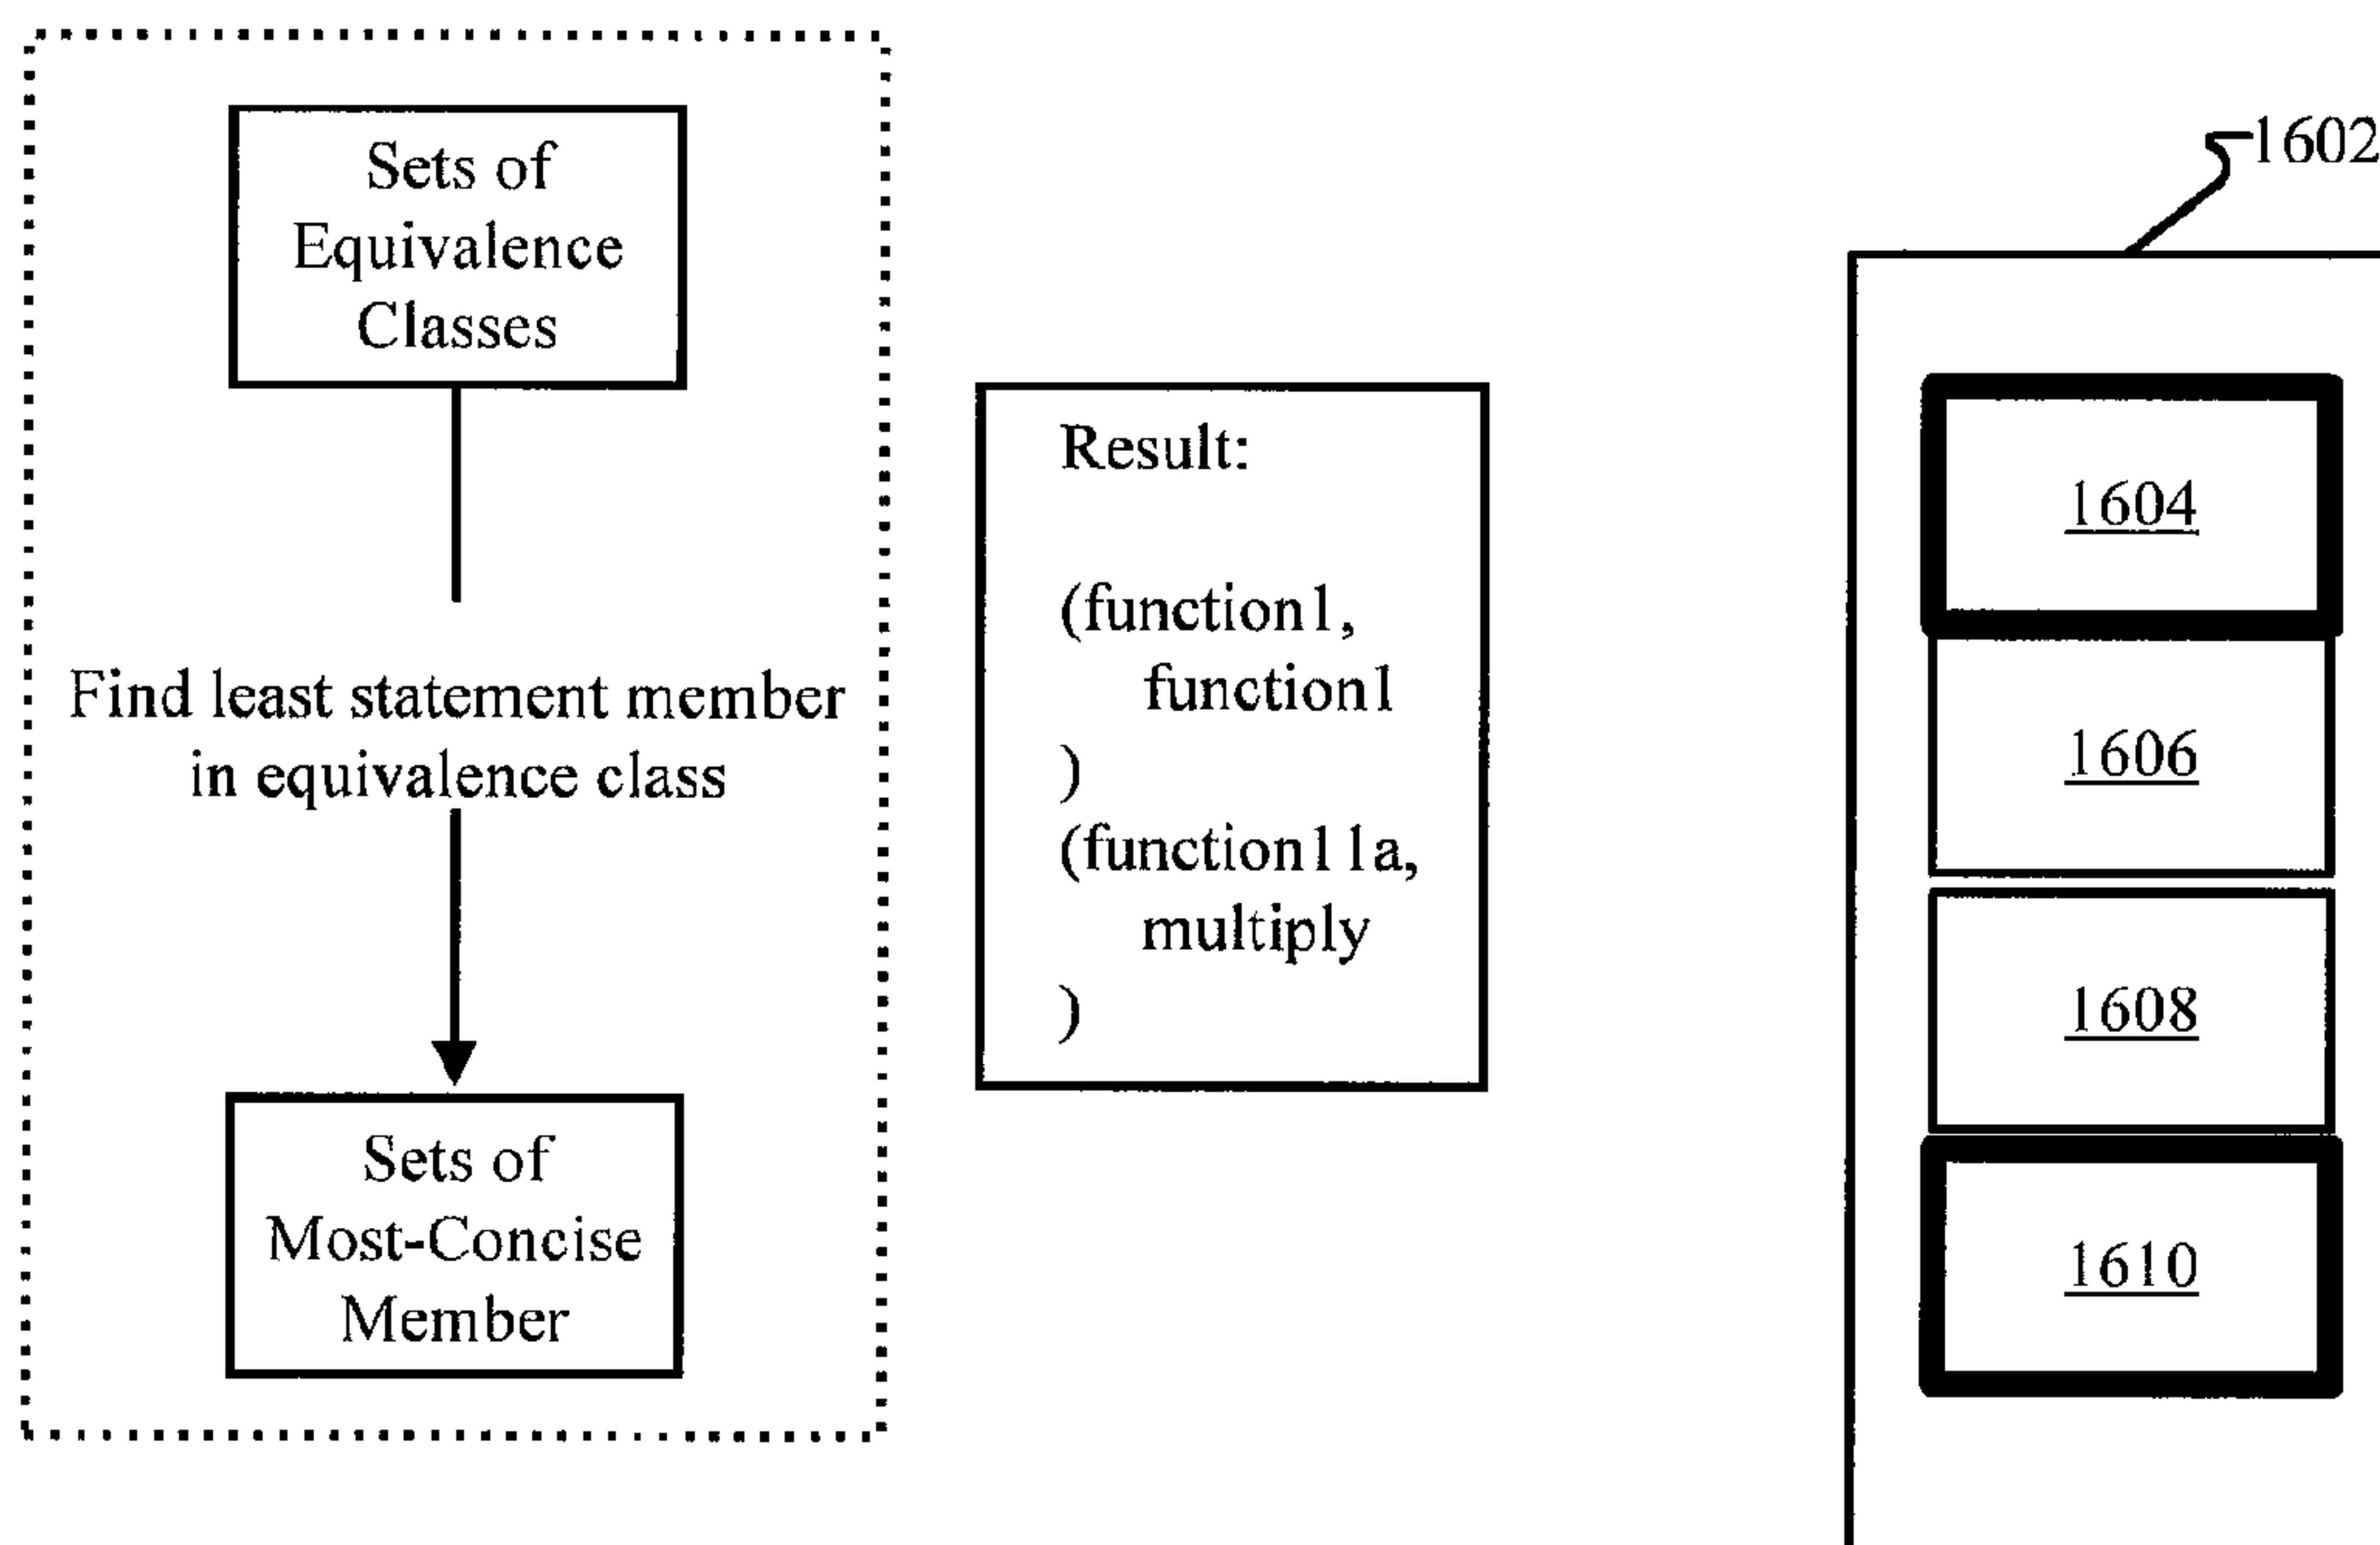 Sets of
Equivalence
Classes
Find least statement member
in equivalence class
Sets of
Most-Concise
Member
Result:
(function1,
function1
)
(function11a,
multiply
)
1602
1604
1606
1608
1610